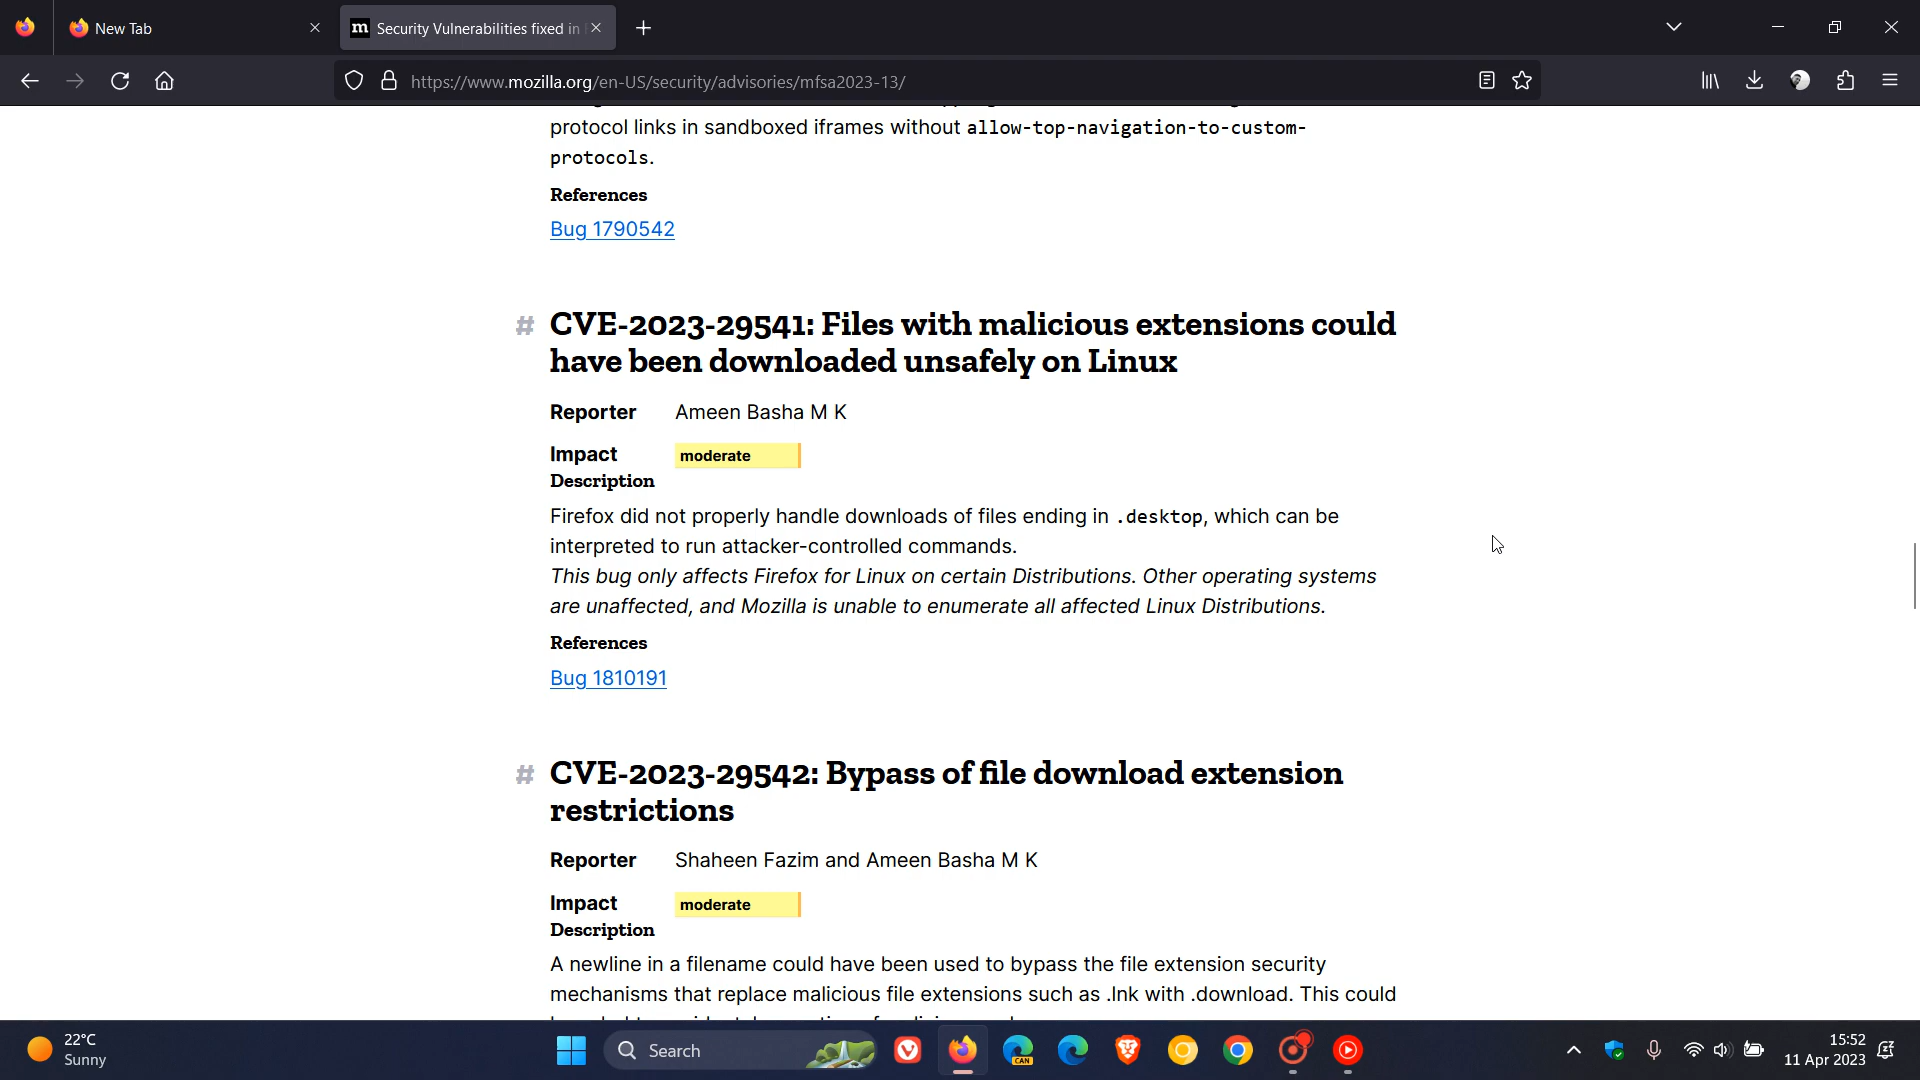 New Tab
Security Vulnerabilities fixed in
https://www.mozilla.org/en-US/security/advisories/mfsa2023-13/
protocol links in sandboxed iframes without allow-top-navigation-to-custom-
protocols.
References
Bug 1790542
# CVE-2023-29541: Files with malicious extensions could
have been downloaded unsafely on Linux
Reporter Ameen Basha M K
Impact moderate
Description
Firefox did not properly handle downloads of files ending in .desktop, which can be
interpreted to run attacker-controlled commands.
This bug only affects Firefox for Linux on certain Distributions. Other operating systems
are unaffected, and Mozilla is unable to enumerate all affected Linux Distributions.
References
Bug 1810191
# CVE-2023-29542: Bypass of file download extension
restrictions
Reporter Shaheen Fazim and Ameen Basha M K
Impact moderate
Description
A newline in a filename could have been used to bypass the file extension security
mechanisms that replace malicious file extensions such as .lnk with .download. This could
22°C
Sunny
Search
CAN
15:52
11 Apr 2023